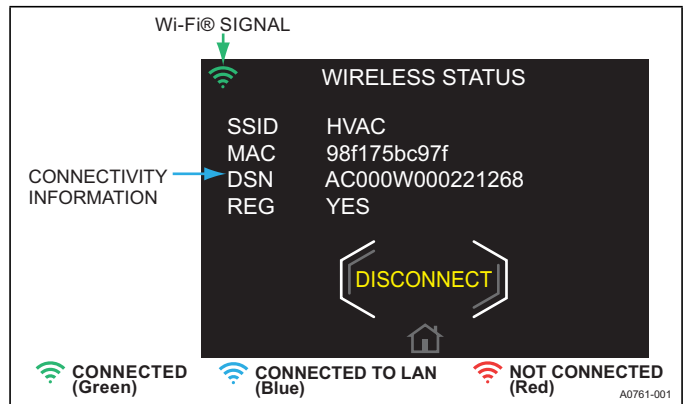 Wi-Fi® SIGNAL
WIRELESS STATUS
SSID HVAC
MAC 98f175bc97f
CONNECTIVITY
INFORMATION
DSN AC000W000221268
REG YES
DISCONNECT
CONNECTED
(Green)
CONNECTED TO LAN
(Blue)
NOT CONNECTED
(Red)
A0761-001